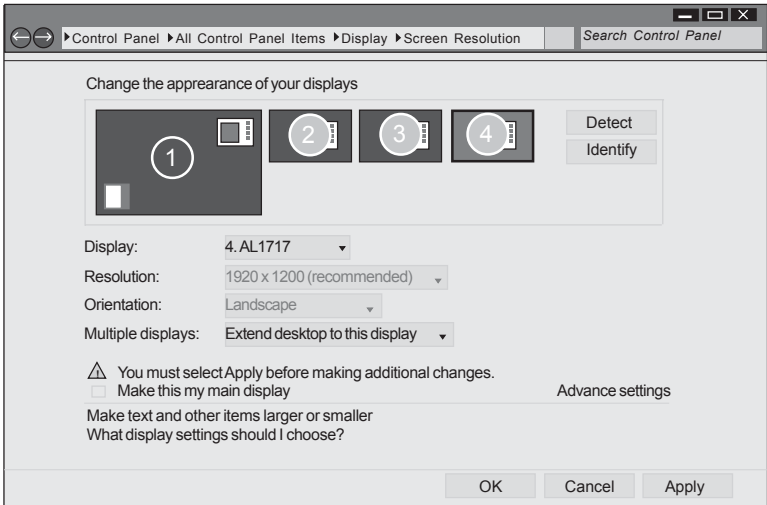 Control Panel All Control Panel Items Display Screen Resolution Search Control Panel
Change the apprearance of your displays
1 2 3 4
Detect
Identify
Display: 4. AL1717
Resolution: 1920 x 1200 (recommended)
Orientation: Landscape
Multiple displays: Extend desktop to this display
You must select Apply before making additional changes.
Make this my main display Advance settings
Make text and other items larger or smaller
What display settings should I choose?
OK Cancel Apply